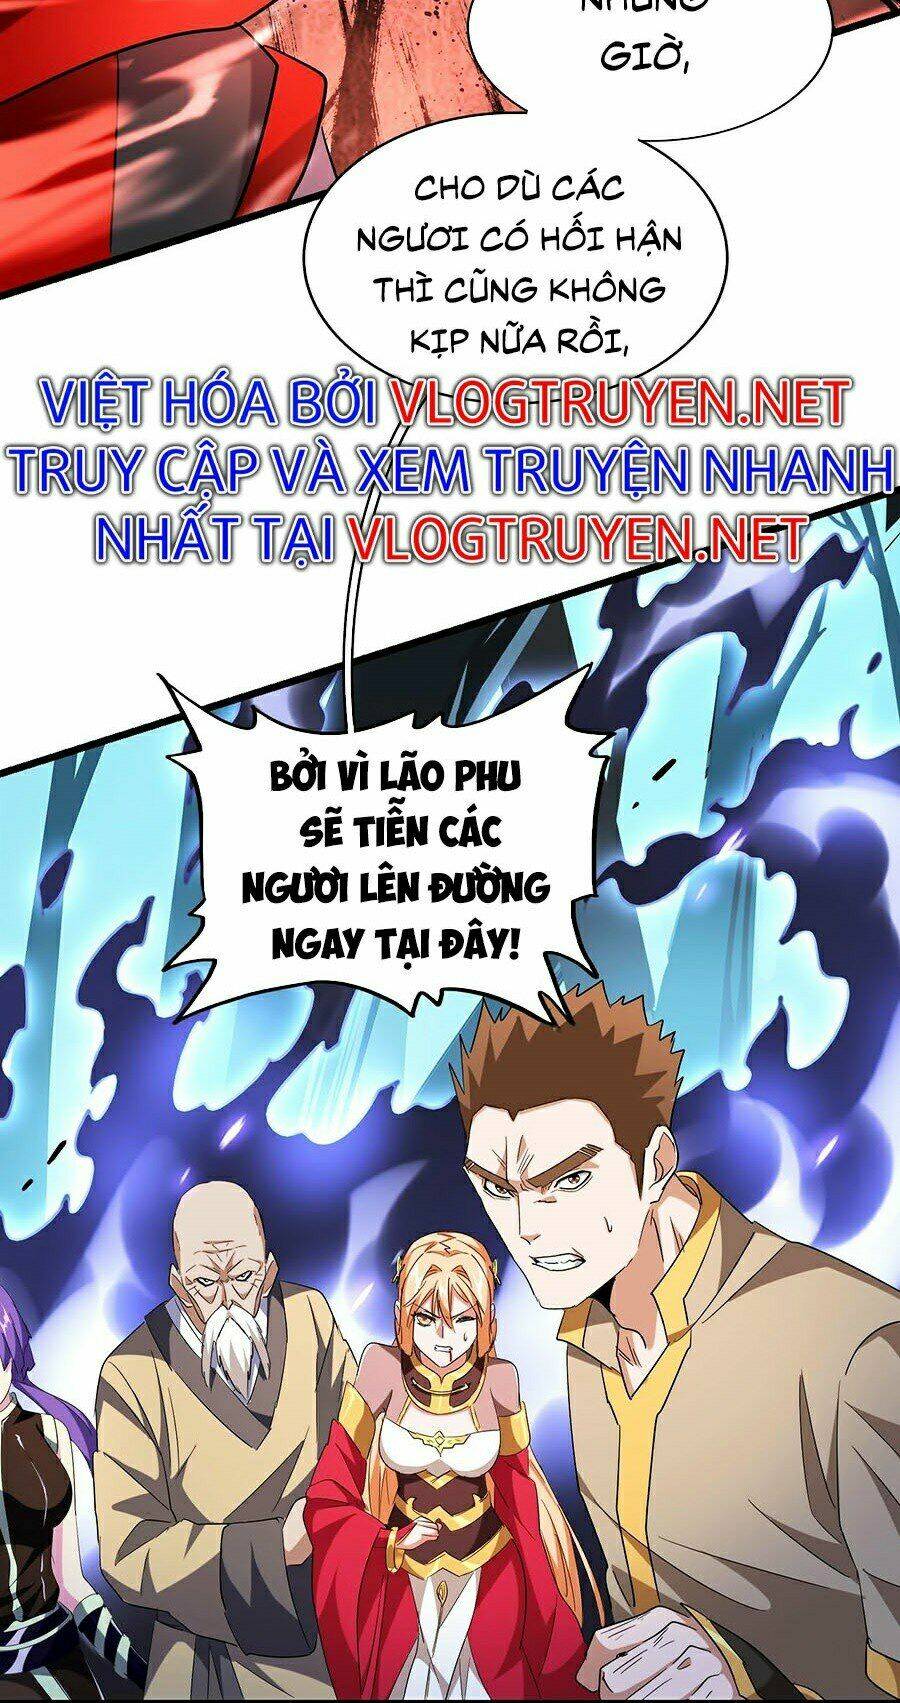 NHƯNG
GIỜ,
CHO DÙ CÁC
NGƯƠI CÓ HỐI HẬN
THÌ CŨNG KHÔNG
KỊP NỮA RỒI,
VIỆT HÓA BỞI VLOGTRUYEN.NET
TRUY CẬP VÀ XEM TRUYỆN NHANH
NHẤT TẠI VLOGTRUYEN.NET
BỞI VÌ LÃO PHU
SẼ TIỄN CÁC
NGƯƠI LÊN ĐƯỜNG
NGAY TẠI ĐÂY!